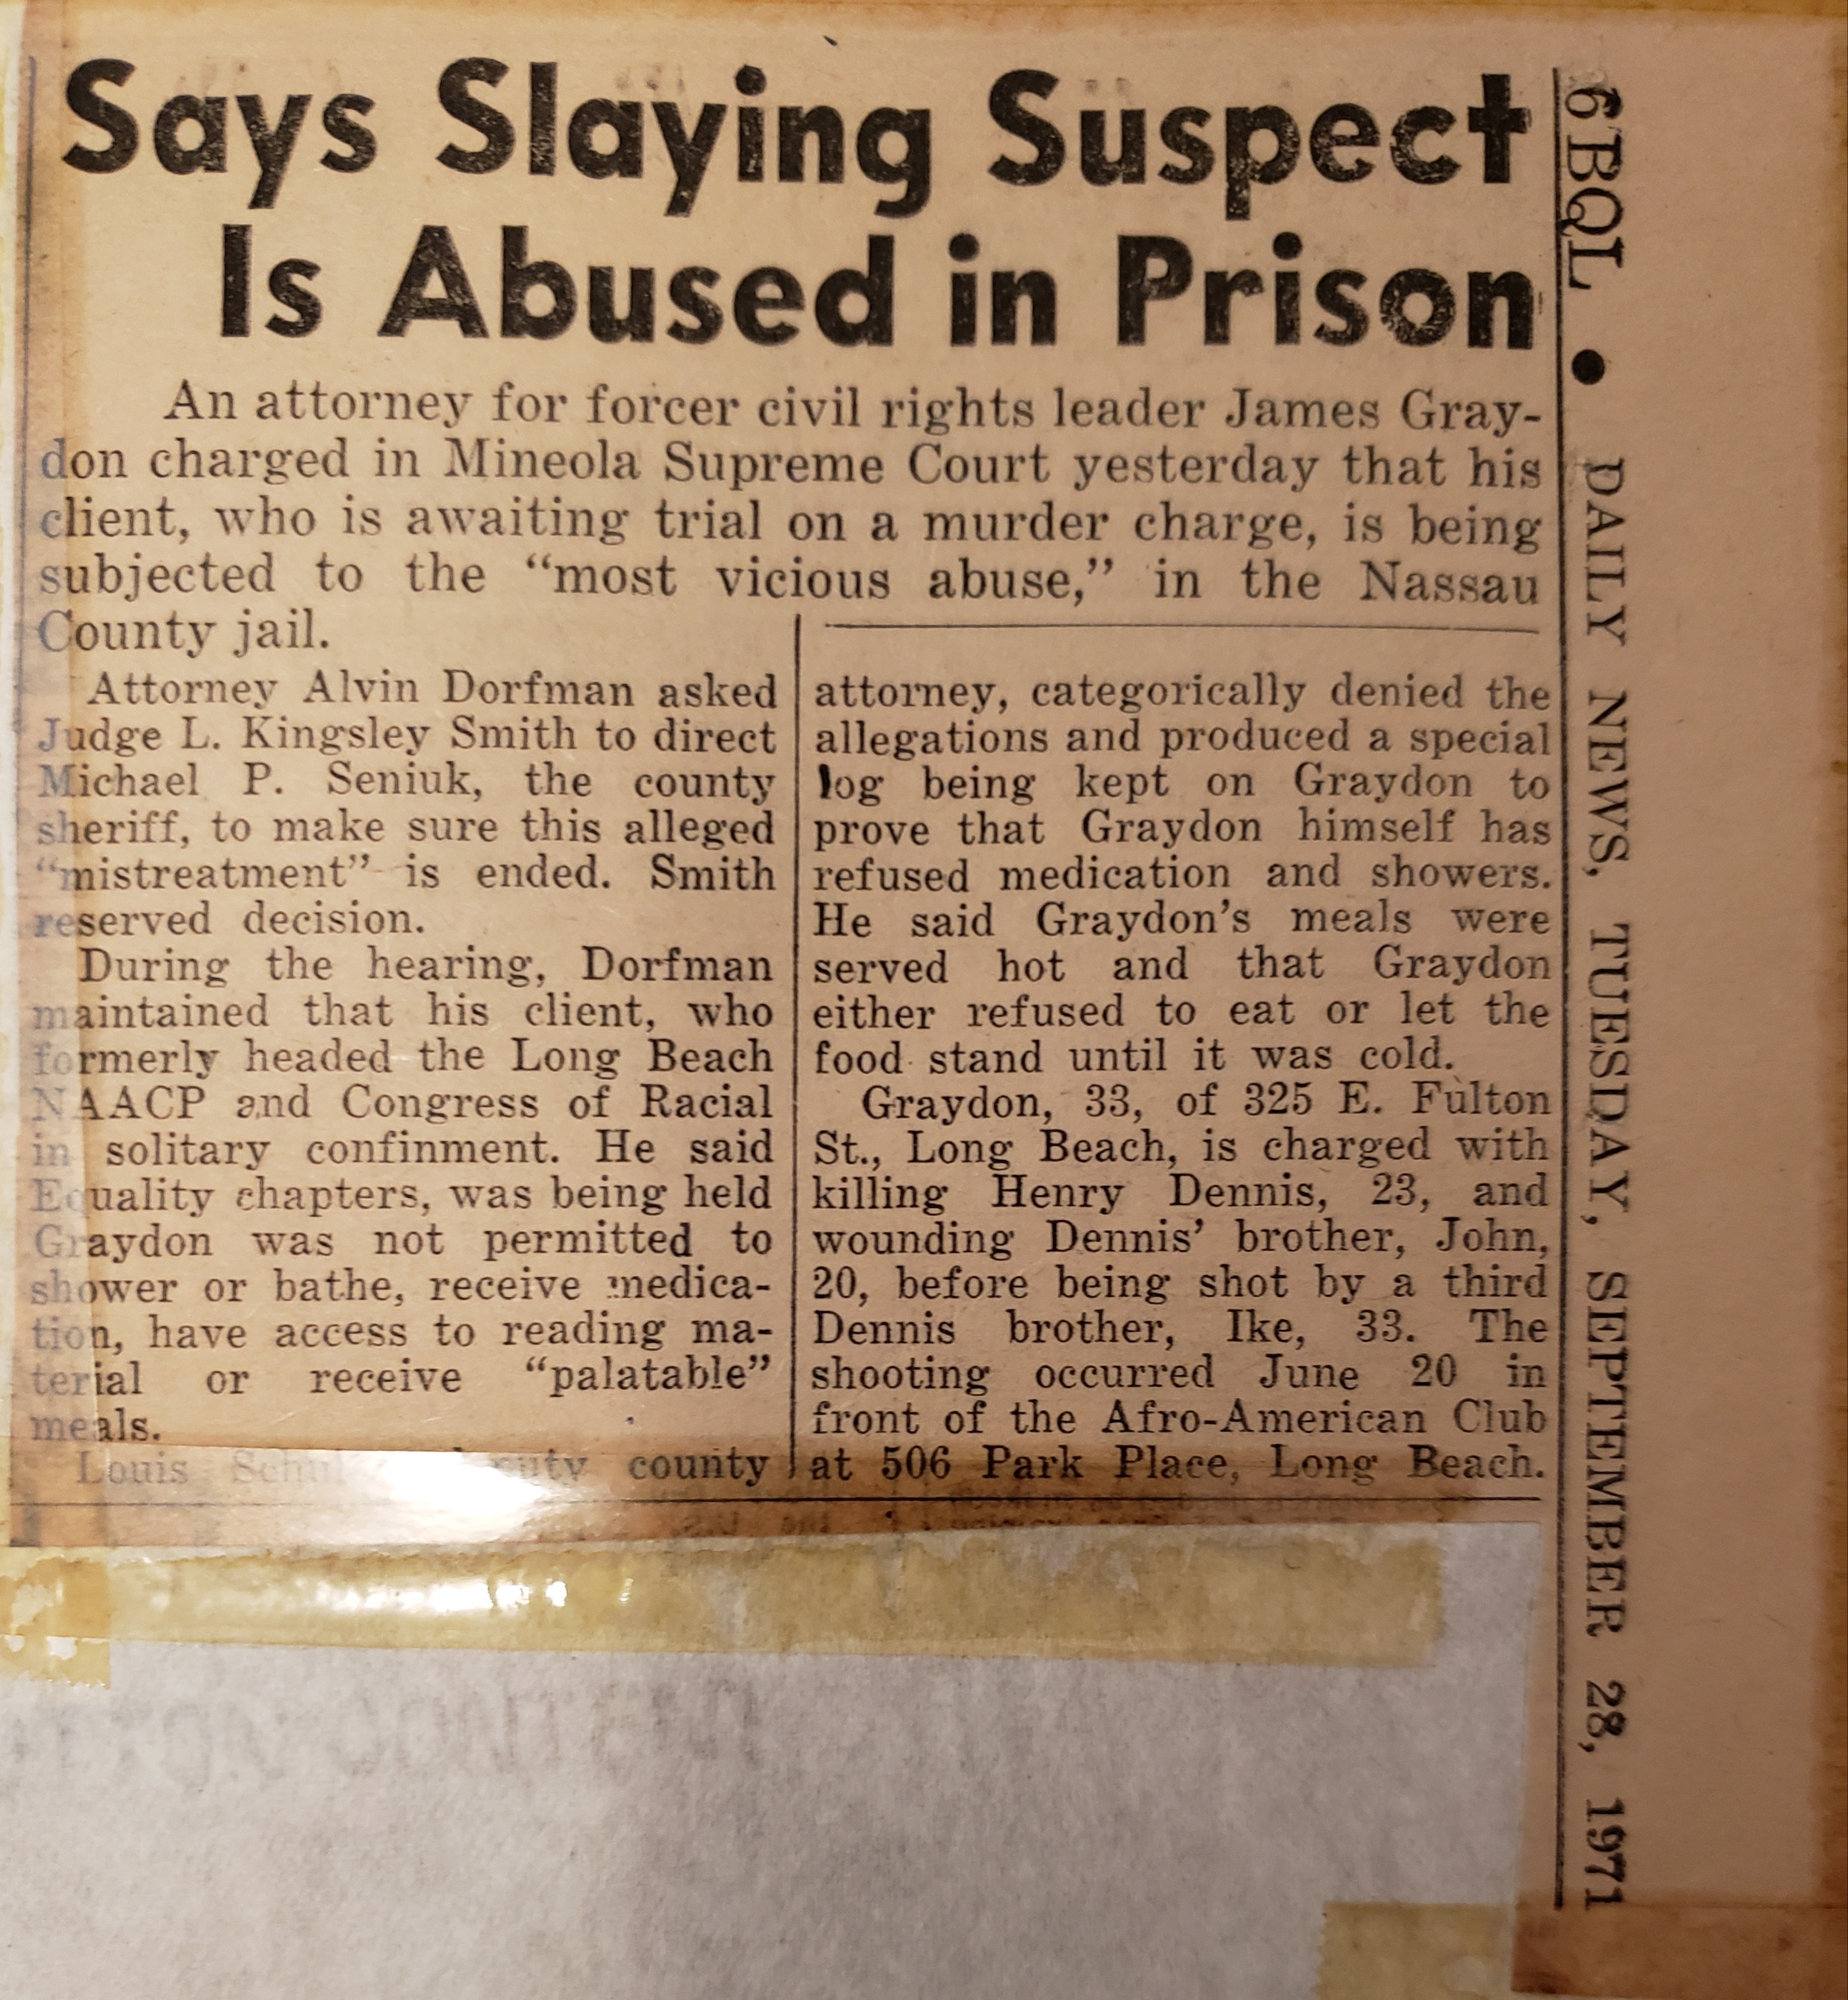 Says Slaying Suspect
Is Abused in Prison
An attorney for forcer civil rights leader James Gray-
don charged in Mineola Supreme Court yesterday that his
client, who is awaiting trial on a murder charge, is being
subjected to the “most vicious abuse,” in the Nassau
County jail.
Attorney Alvin Dorfman asked
Judge L. Kingsley Smith to direct
Michael P. Seniuk, the county
sheriff, to make sure this alleged
“mistreatment” is ended. Smith
reserved decision.
During the hearing, Dorfman
maintained that his client, who
formerly headed the Long Beach
NAACP and Congress of Racial
in solitary confinment. He said
Equality chapters, was being held
Graydon was not permitted to
shower or bathe, receive medica-
tion, have access to reading ma-
terial or receive “palatable”
meals.
Louis county
attorney, categorically denied the
allegations and produced a special
log being kept on Graydon to
prove that Graydon himself has
refused medication and showers.
He said Graydon’s meals were
served hot and that Graydon
either refused to eat or let the
food stand until it was cold.
Graydon, 33, of 325 E. Fulton
St., Long Beach, is charged with
killing Henry Dennis, 23, and
wounding Dennis’ brother, John,
20, before being shot by a third
Dennis brother, Ike, 33. The
shooting occurred June 20 in
front of the Afro-American Club
at 506 Park Place, Long Beach.
6BQL • DAILY NEWS, TUESDAY, SEPTEMBER 28, 1971